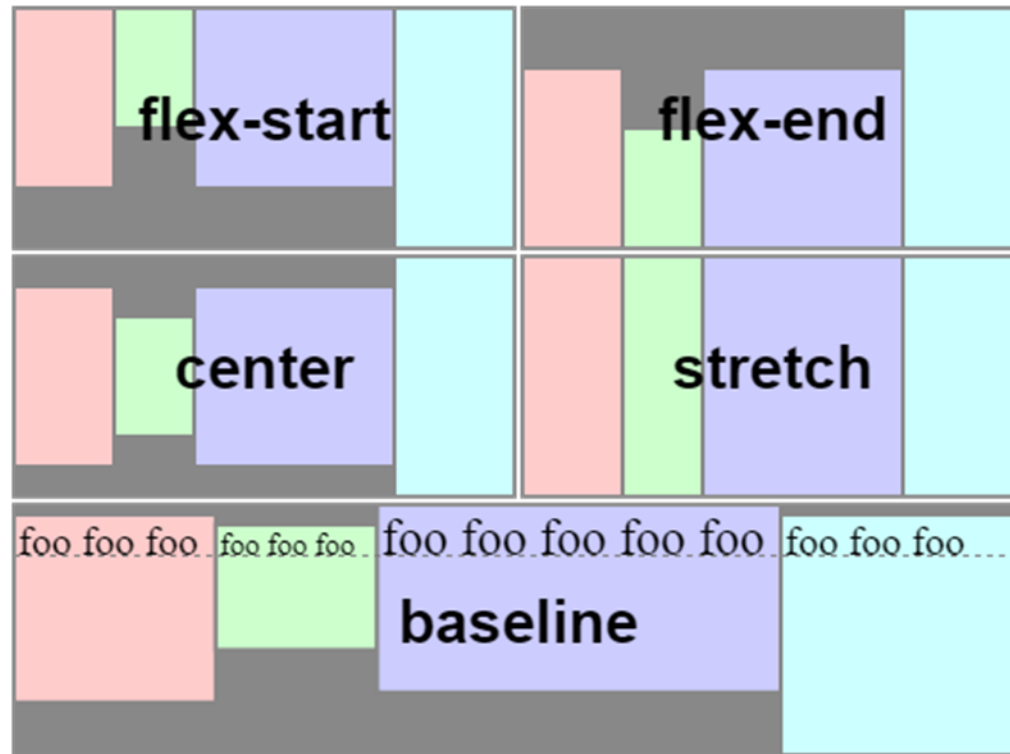 flex-start
flex-end
center
stretch
foo foo foo
foo foo foo
foo foo foo foo foo
foo foo foo
baseline